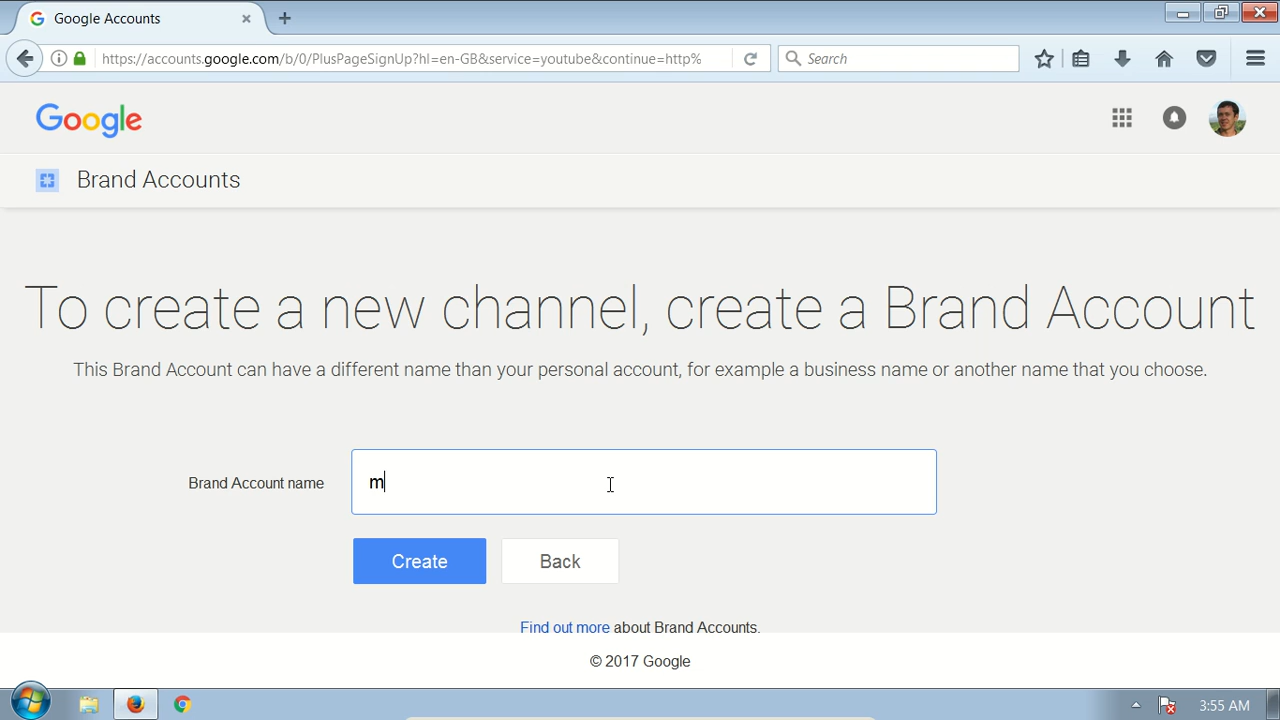 Google Accounts
https://accounts.google.com/b/0/PlusPageSignUp?hl=en-GB&service=youtube&continue=http%
Search
Google
Brand Accounts
To create a new channel, create a Brand Account
This Brand Account can have a different name than your personal account, for example a business name or another name that you choose.
Brand Account name
m
Create
Back
Find out more about Brand Accounts.
© 2017 Google
3:55 AM